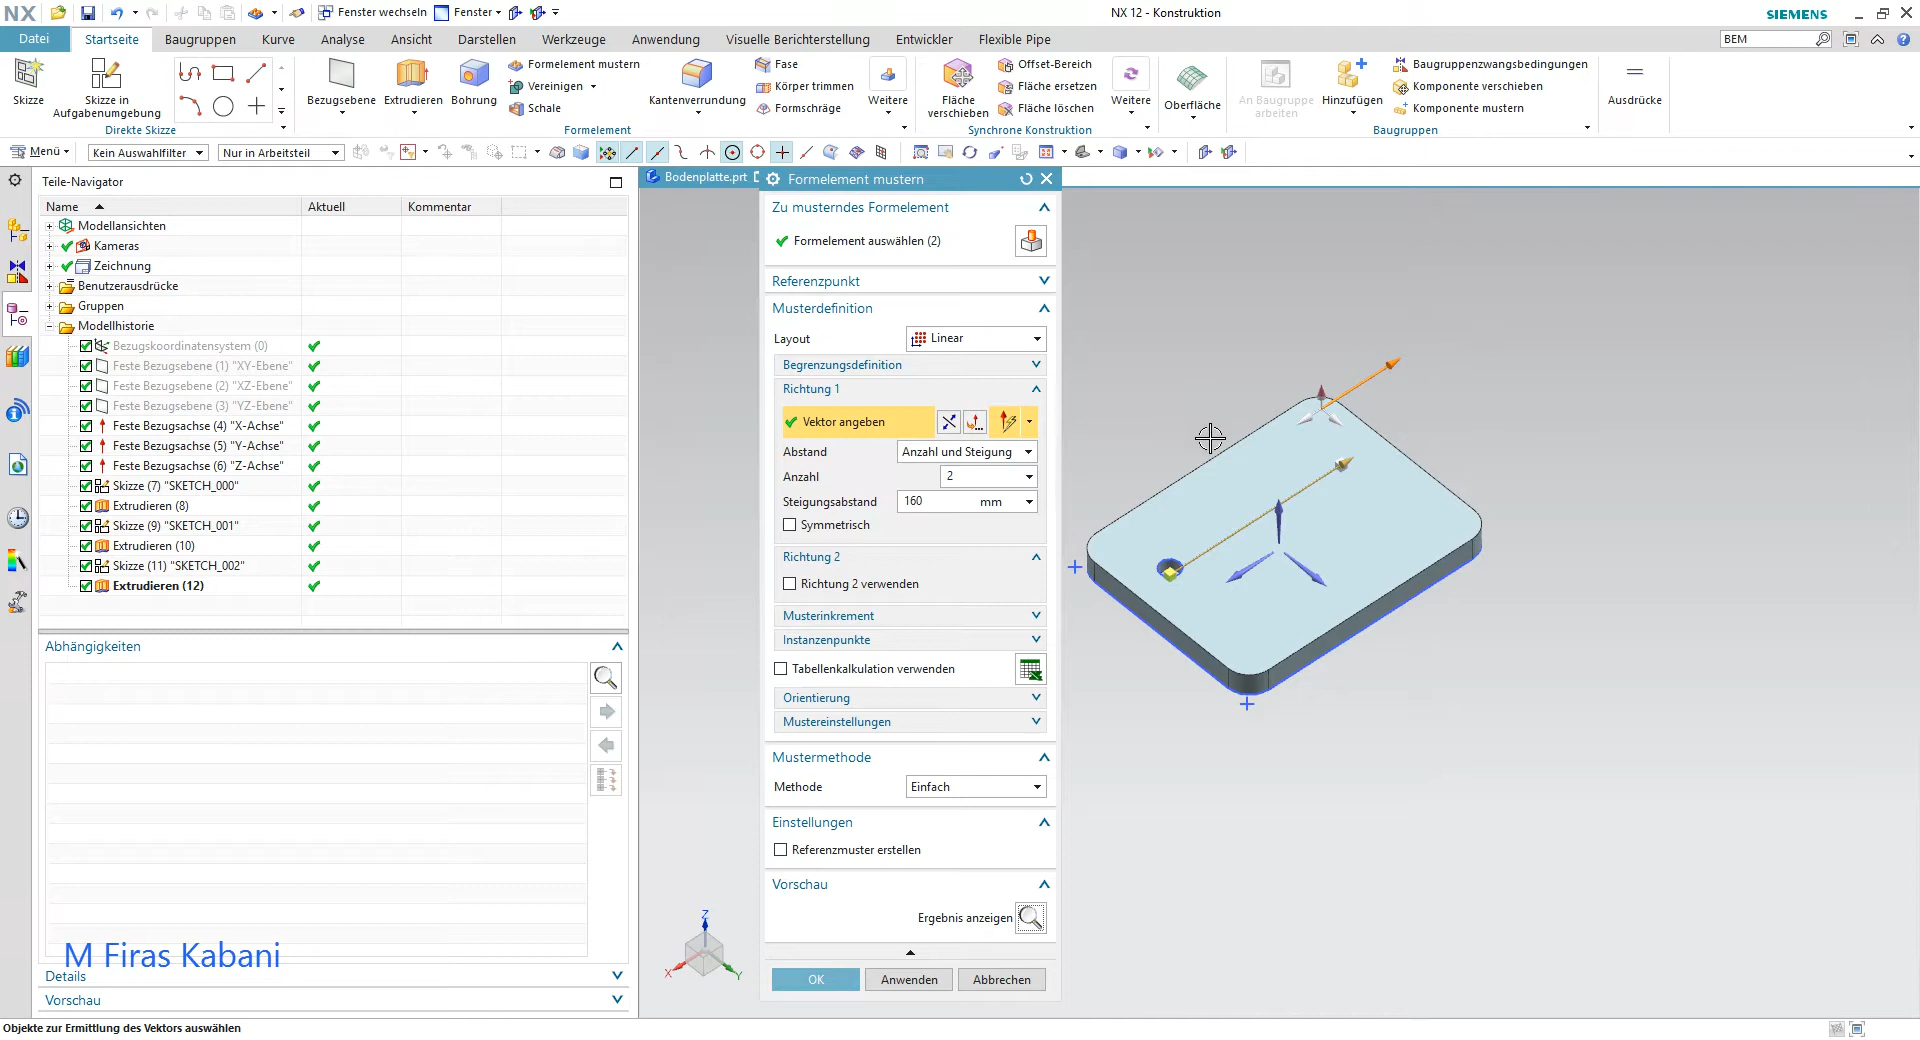 NX
Fenster wechseln
Fenster
NX 12 - Konstruktion
SIEMENS
Datei
Startseite
Baugruppen
Kurve
Analyse
Ansicht
Darstellen
Werkzeuge
Anwendung
Visuelle Berichterstellung
Entwickler
Flexible Pipe
BEM
Skizze
Skizze in Aufgabenumgebung
Direkte Skizze
Bezugsebene
Extrudieren
Bohrung
Formelement mustern
Vereinigen
Schale
Kantenverrundung
Fase
Körper trimmen
Formschräge
Weitere
Formelement
Fläche verschieben
Offset-Bereich
Fläche ersetzen
Fläche löschen
Weitere
Synchrone Konstruktion
Oberfläche
An Baugruppe arbeiten
Hinzufügen
Baugruppenzwangsbedingungen
Komponente verschieben
Komponente mustern
Baugruppen
Ausdrücke
Menü
Kein Auswahlfilter
Nur in Arbeitsteil
Teile-Navigator
Name
Aktuell
Kommentar
Modellansichten
Kameras
Zeichnung
Benutzerausdrücke
Gruppen
Modellhistorie
Bezugskoordinatensystem (0)
Feste Bezugsebene (1) "XY-Ebene"
Feste Bezugsebene (2) "XZ-Ebene"
Feste Bezugsebene (3) "YZ-Ebene"
Feste Bezugsachse (4) "X-Achse"
Feste Bezugsachse (5) "Y-Achse"
Feste Bezugsachse (6) "Z-Achse"
Skizze (7) "SKETCH_000"
Extrudieren (8)
Skizze (9) "SKETCH_001"
Extrudieren (10)
Skizze (11) "SKETCH_002"
Extrudieren (12)
Abhängigkeiten
M Firas Kabani
Details
Vorschau
Objekte zur Ermittlung des Vektors auswählen
Bodenplatte.prt
Formelement mustern
Zu musterndes Formelement
Formelement auswählen (2)
Referenzpunkt
Musterdefinition
Layout
Linear
Begrenzungsdefinition
Richtung 1
Vektor angeben
Abstand
Anzahl und Steigung
Anzahl
2
Steigungsabstand
160 mm
Symmetrisch
Richtung 2
Richtung 2 verwenden
Musterinkrement
Instanzenpunkte
Tabellenkalkulation verwenden
Orientierung
Mustereinstellungen
Mustermethode
Methode
Einfach
Einstellungen
Referenzmuster erstellen
Vorschau
Ergebnis anzeigen
OK
Anwenden
Abbrechen
Z
X
Y